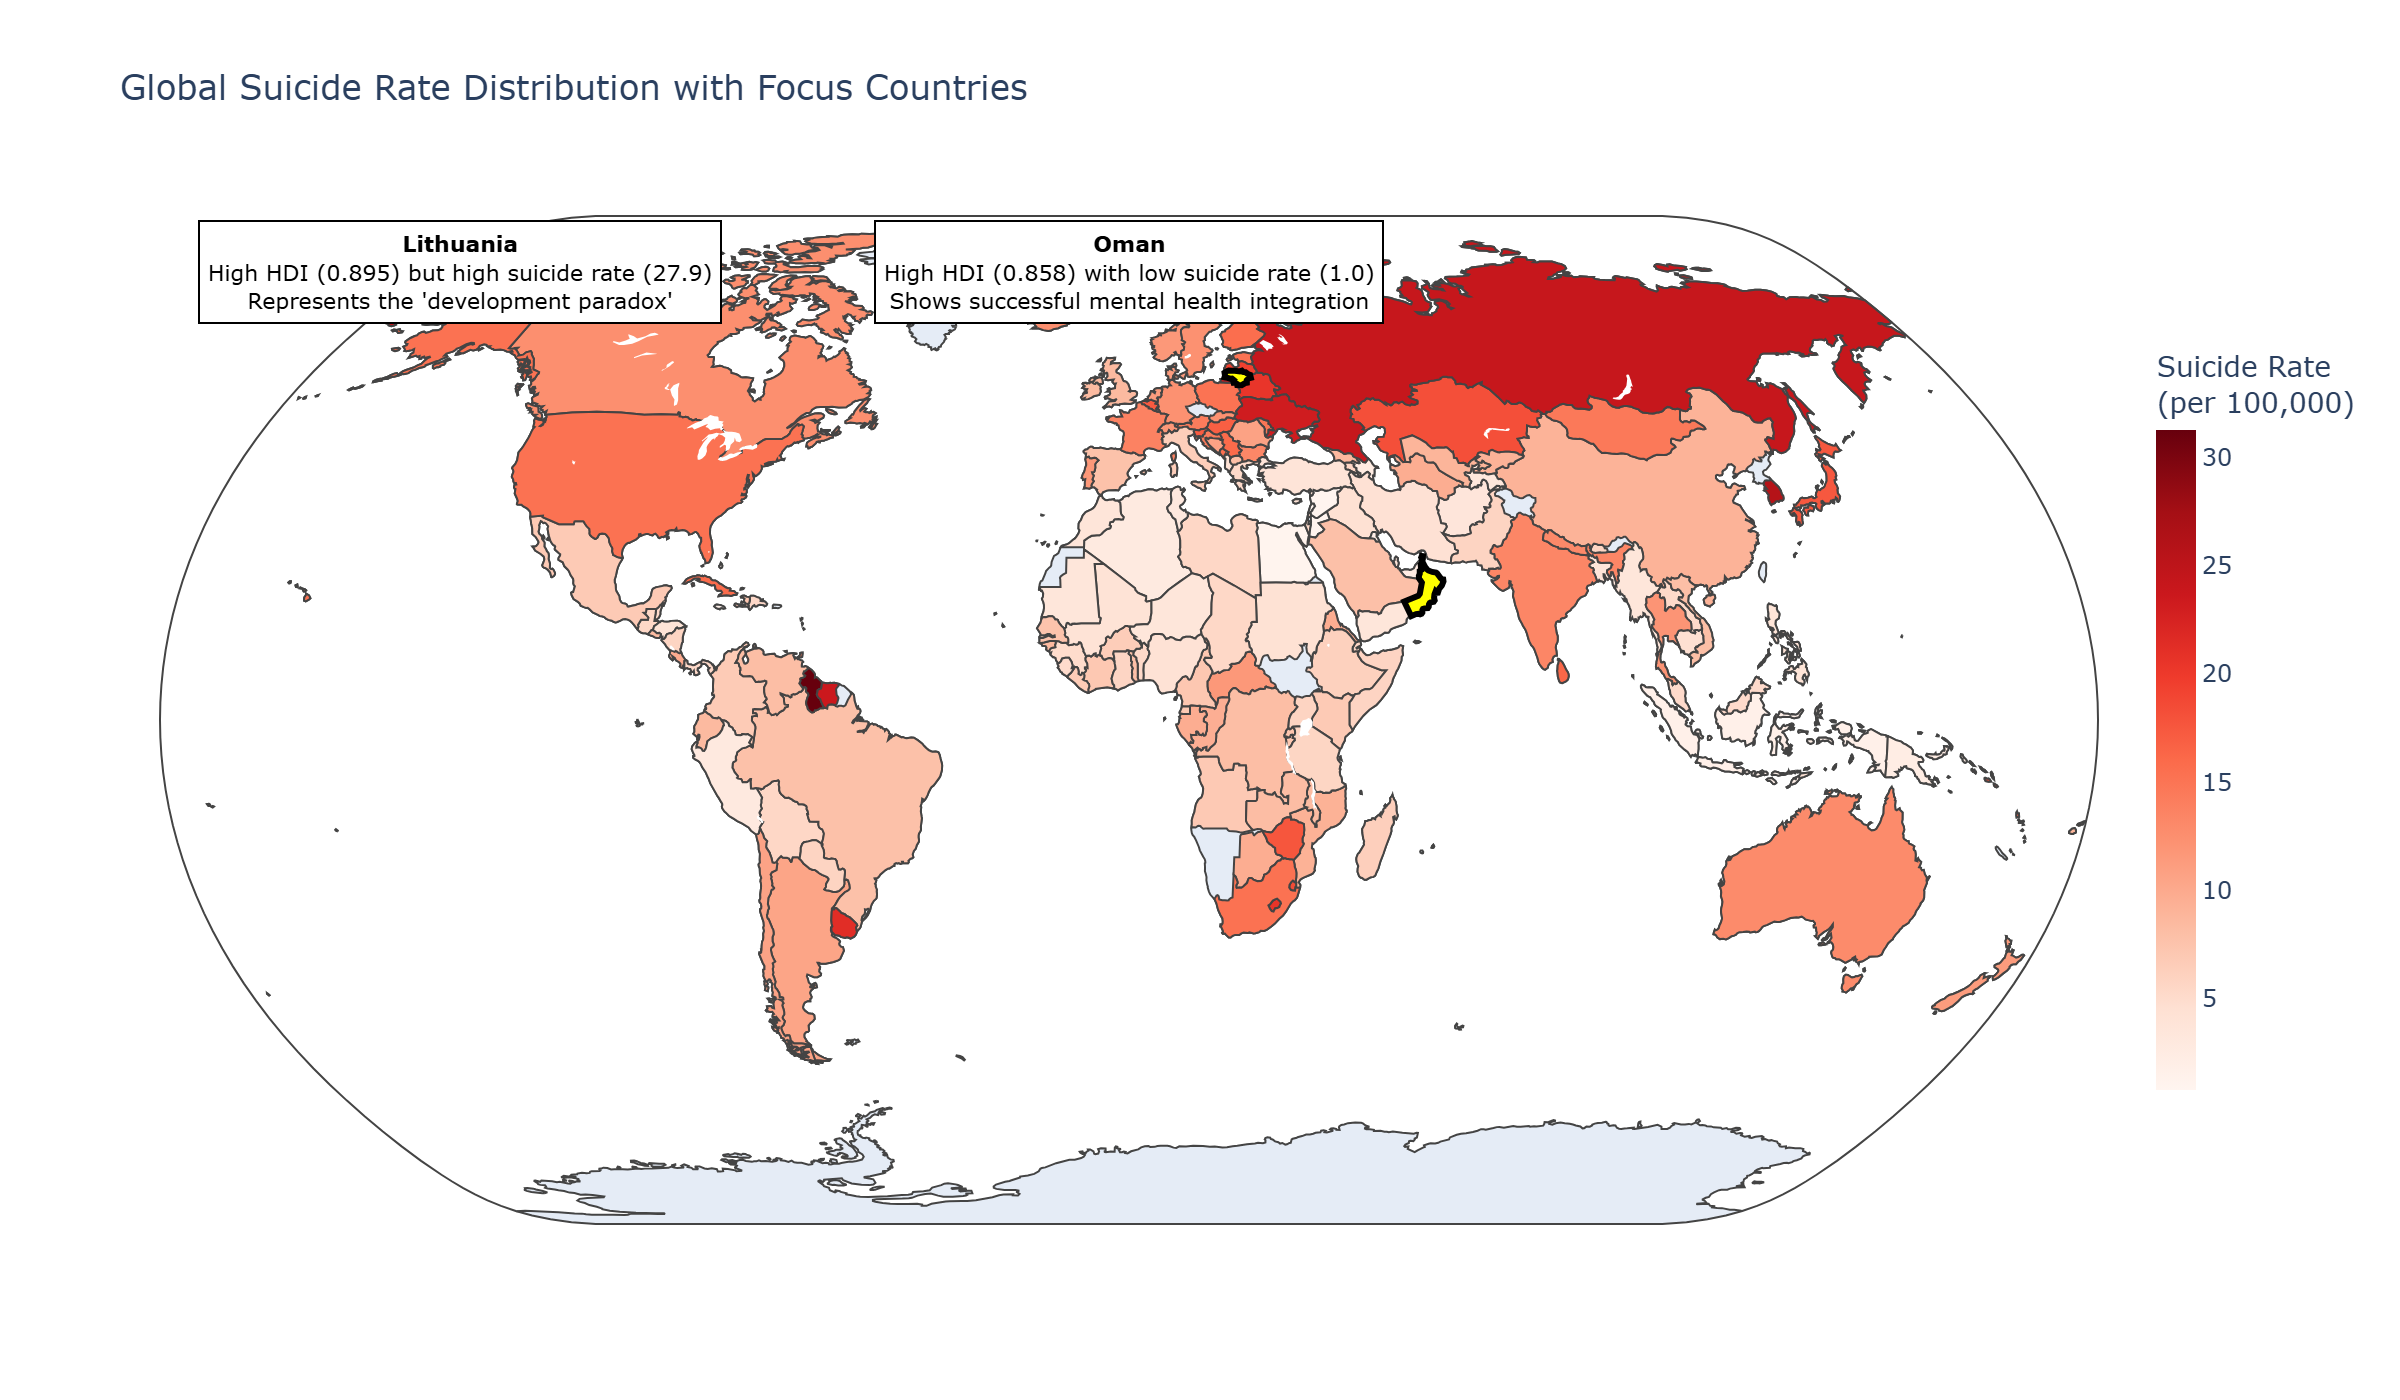 Global Suicide Rate Distribution with Focus Countries
Lithuania
High HDI (0.895) but high suicide rate (27.9)
Represents the 'development paradox'
Oman
High HDI (0.858) with low suicide rate (1.0)
Shows successful mental health integration
Suicide Rate
(per 100,000)
30
25
20
15
10
5